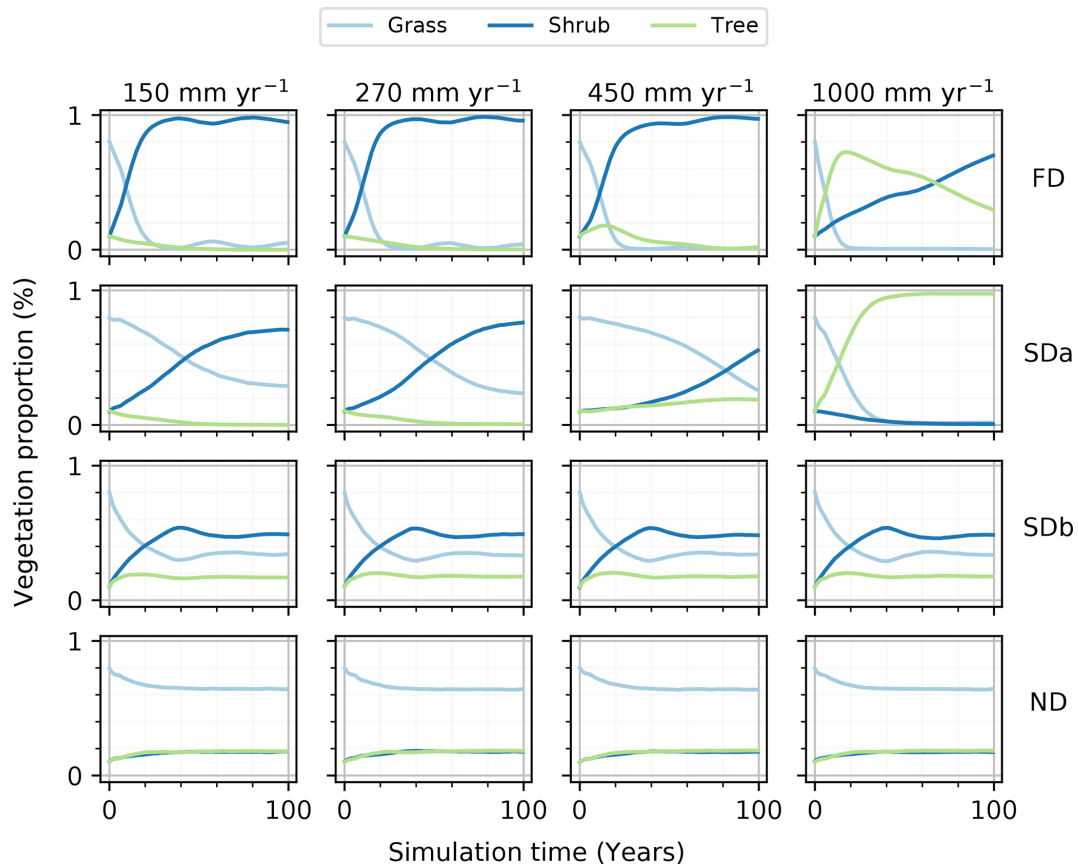 Grass Shrub Tree
150 mm yr⁻¹ 270 mm yr⁻¹ 450 mm yr⁻¹ 1000 mm yr⁻¹
1
0
FD
1
0
SDa
1
0
SDb
1
0
ND
0 100 0 100 0 100 0 100
Vegetation proportion (%)
Simulation time (Years)